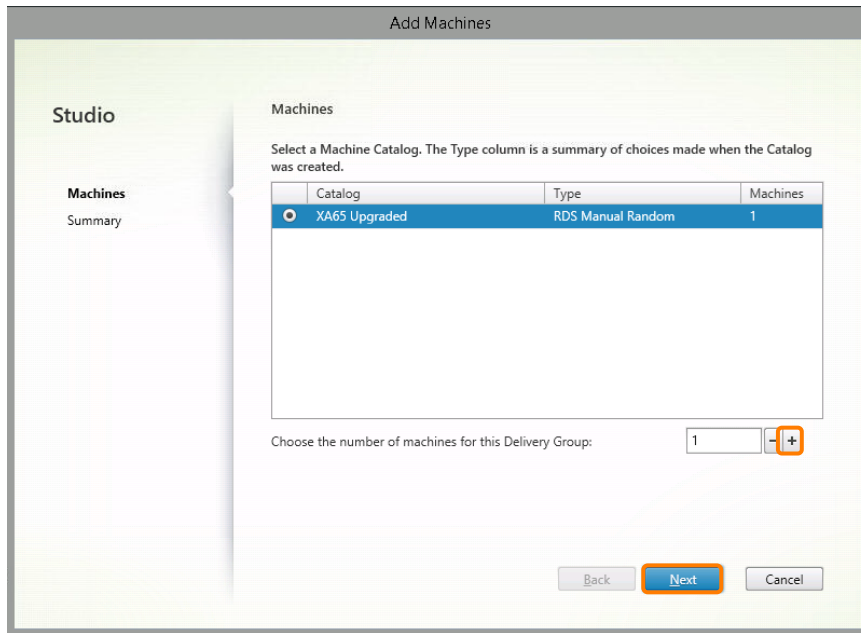 Add Machines
Studio
Machines
Summary
Machines
Select a Machine Catalog. The Type column is a summary of choices made when the Catalog
was created.
Catalog Type Machines
XA65 Upgraded RDS Manual Random 1
Choose the number of machines for this Delivery Group: 1 - +
Back Next Cancel